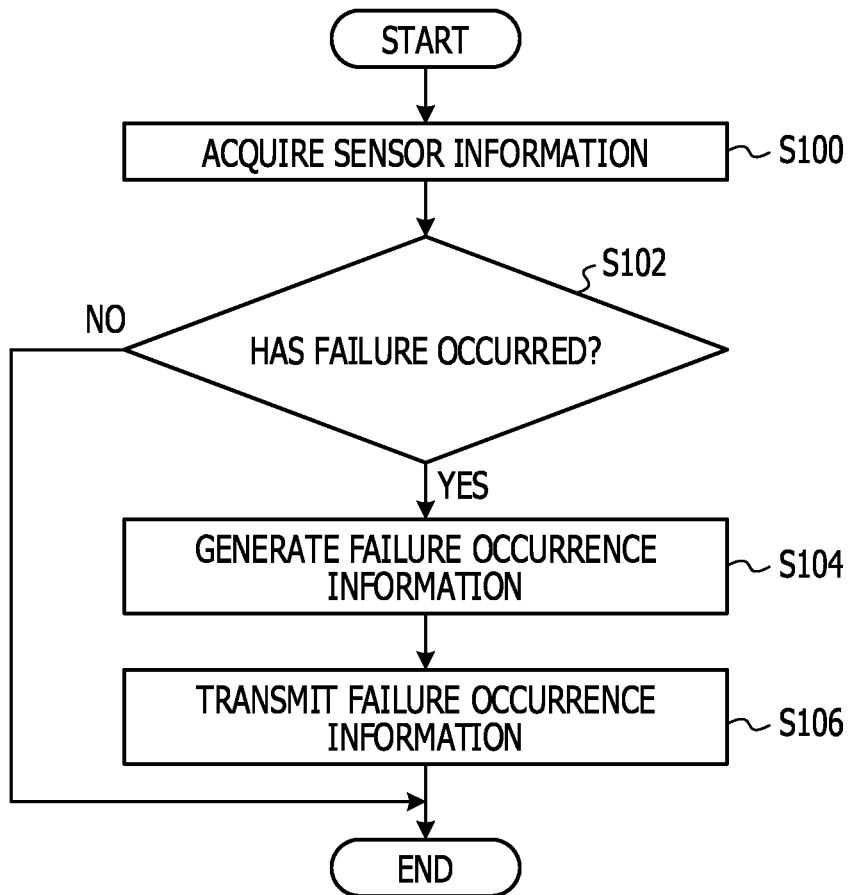 START
ACQUIRE SENSOR INFORMATION
S100
S102
NO
HAS FAILURE OCCURRED?
YES
GENERATE FAILURE OCCURRENCE
INFORMATION
S104
TRANSMIT FAILURE OCCURRENCE
INFORMATION
S106
END